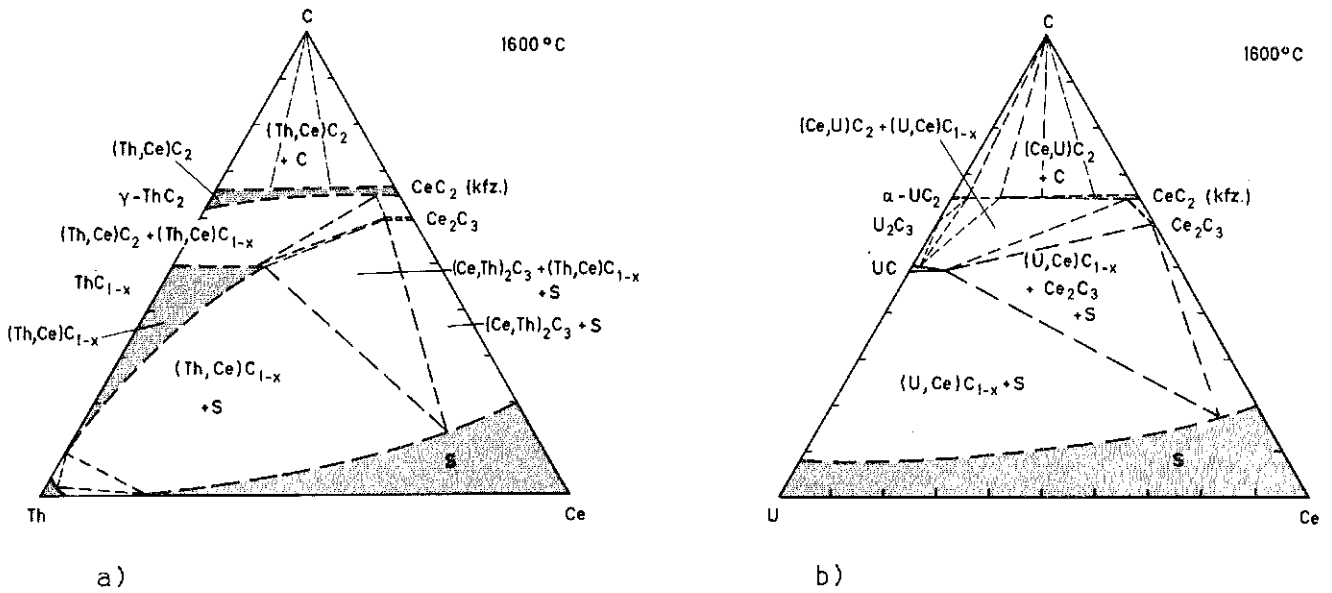 C
1600°C
(Th,Ce)C₂
+ C
(Th,Ce)C₂
γ-ThC₂
CeC₂ (kfz.)
Ce₂C₃
(Th,Ce)C₂ + (Th,Ce)C₁₋ₓ
ThC₁₋ₓ
(Ce,Th)₂C₃ + (Th,Ce)C₁₋ₓ
+ S
(Th,Ce)C₁₋ₓ
(Ce,Th)₂C₃ + S
(Th,Ce)C₁₋ₓ
+ S
S
Th
Ce
a)
C
1600°C
(Ce,U)C₂ + (U,Ce)C₁₋ₓ
(Ce,U)C₂
+ C
α-UC₂
CeC₂ (kfz.)
U₂C₃
Ce₂C₃
UC
(U,Ce)C₁₋ₓ
+ Ce₂C₃
+ S
(U,Ce)C₁₋ₓ + S
S
U
Ce
b)